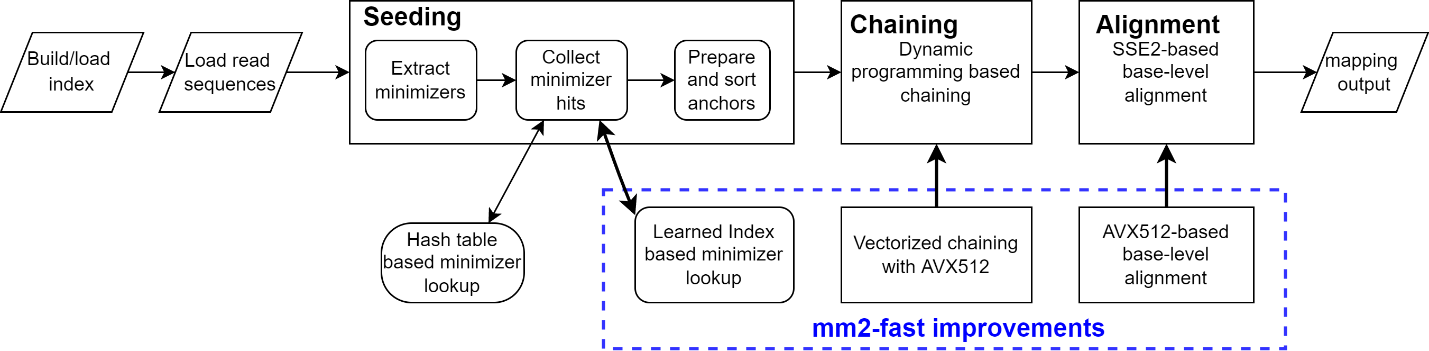 Build/load
index
Load read
sequences
Seeding
Extract
minimizers
Collect
minimizer
hits
Prepare
and sort
anchors
Chaining
Dynamic
programming based
chaining
Alignment
SSE2-based
base-level
alignment
mapping
output
Hash table
based minimizer
lookup
Learned Index
based minimizer
lookup
Vectorized chaining
with AVX512
AVX512-based
base-level
alignment
mm2-fast improvements